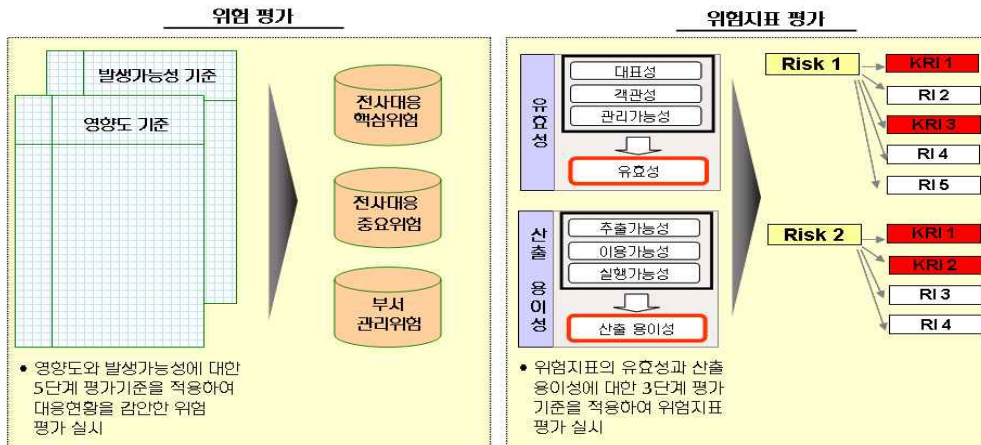 위험 평가
발생가능성 기준
영향도 기준
전사대응
핵심위험
전사대응
중요위험
부서
관리위험
• 영향도와 발생가능성에 대한
5단계 평가기준을 적용하여
대응현황을 감안한 위험
평가 실시
위험지표 평가
유효성
대표성
객관성
관리가능성
유효성
산출 용이성
추출가능성
이용가능성
실행가능성
산출 용이성
Risk 1
KRI 1
RI 2
KRI 3
RI 4
RI 5
Risk 2
KRI 1
KRI 2
RI 3
RI 4
• 위험지표의 유효성과 산출
용이성에 대한 3단계 평가
기준을 적용하여 위험지표
평가 실시